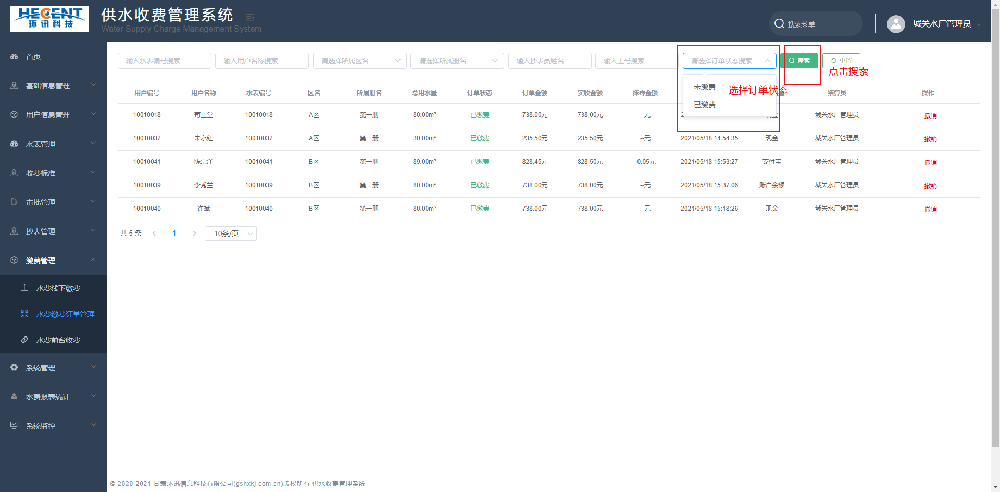 HECENT
环讯科技
供水收费管理系统
Water Supply Charge Management System
搜索菜单
城关水厂管理员
首页
基础信息管理
用户信息管理
水表管理
收费标准
审批管理
抄表管理
缴费管理
水费线下缴费
水费缴费订单管理
水费前台收费
系统管理
水费报表统计
系统监控
输入水表编号搜索 输入用户名称搜索 请选择所属区名 请选择所属册名 输入抄表员姓名 输入工号搜索 请选择订单状态搜索 搜索 重置
点击搜索
未缴费
已缴费
选择订单状态
用户编号 用户名称 水表编号 区名 所属册名 总用水量 订单状态 订单金额 实收金额 抹零金额 结算员 操作
10010018 苟正堂 10010018 A区 第一册 80.00m³ 已缴费 738.00元 738.00元 --元 2 金 城关水厂管理员 撤销
10010037 朱永红 10010037 A区 第一册 30.00m³ 已缴费 235.50元 235.50元 --元 2021/05/18 14:54:35 现金 城关水厂管理员 撤销
10010041 陈宗泽 10010041 B区 第一册 89.00m³ 已缴费 828.45元 828.50元 -0.05元 2021/05/18 15:53:27 支付宝 城关水厂管理员 撤销
10010039 李秀兰 10010039 B区 第一册 80.00m³ 已缴费 738.00元 738.00元 --元 2021/05/18 15:37:06 账户余额 城关水厂管理员 撤销
10010040 许斌 10010040 B区 第一册 80.00m³ 已缴费 738.00元 738.00元 --元 2021/05/18 15:18:26 现金 城关水厂管理员 撤销
共 5 条 1 10条/页
© 2020-2021 甘肃环讯信息科技有限公司(gshxkj.com.cn)版权所有 供水收费管理系统 ·